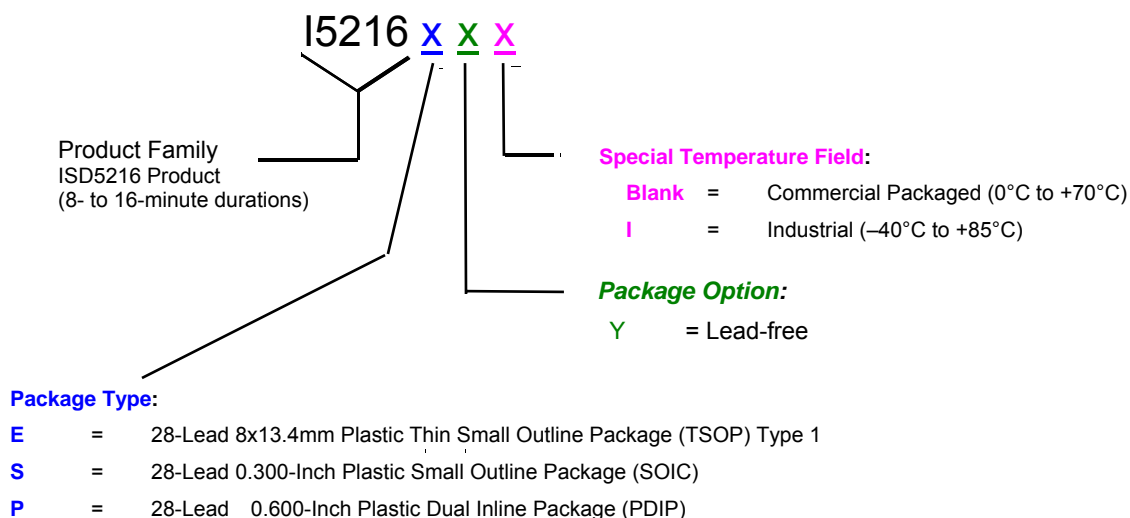 I5216 X X X
Product Family
ISD5216 Product
(8- to 16-minute durations)
Special Temperature Field:
Blank = Commercial Packaged (0°C to +70°C)
I = Industrial (–40°C to +85°C)
Package Option:
Y = Lead-free
Package Type:
E = 28-Lead 8x13.4mm Plastic Thin Small Outline Package (TSOP) Type 1
S = 28-Lead 0.300-Inch Plastic Small Outline Package (SOIC)
P = 28-Lead 0.600-Inch Plastic Dual Inline Package (PDIP)